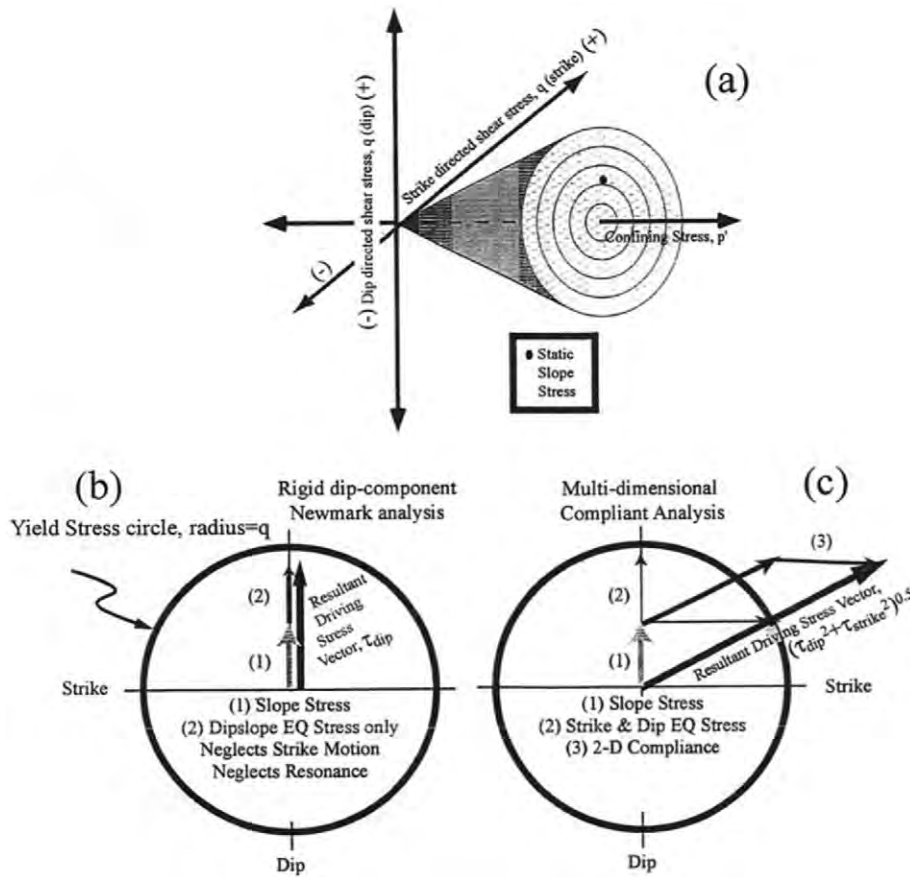 (a)
(-) Dip directed shear stress, q (dip) (+)
Strike directed shear stress, q (strike) (+)
(-)
Confining Stress, p'
Static
Slope
Stress
(b)
Rigid dip-component
Newmark analysis
Yield Stress circle, radius=q
(2)
(1)
Resultant
Driving
Stress
Vector, τdip
Strike
(1) Slope Stress
(2) Dipslope EQ Stress only
Neglects Strike Motion
Neglects Resonance
Dip
(c)
Multi-dimensional
Compliant Analysis
(3)
(2)
(1)
Resultant Driving Stress Vector,
(τdip²+τstrike²)^0.5
Strike
(1) Slope Stress
(2) Strike & Dip EQ Stress
(3) 2-D Compliance
Dip